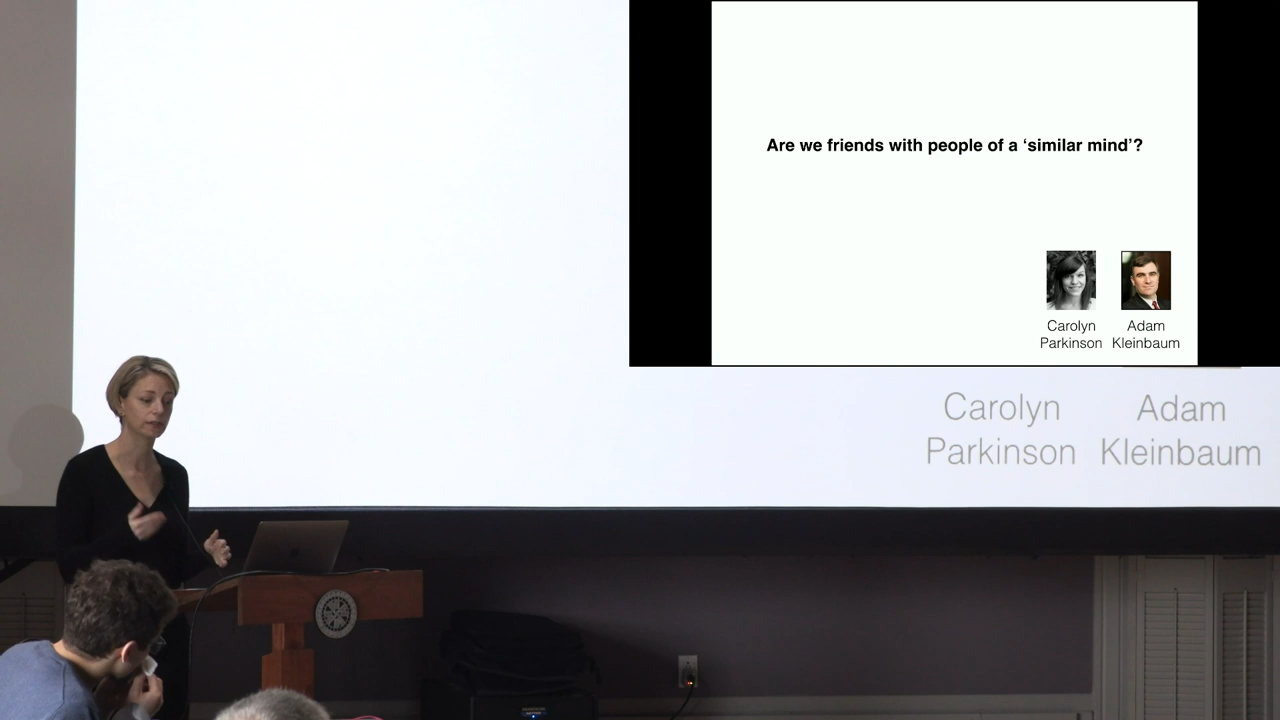 Are we friends with people of a ‘similar mind’?
Carolyn
Parkinson
Adam
Kleinbaum
Carolyn
Parkinson
Adam
Kleinbaum